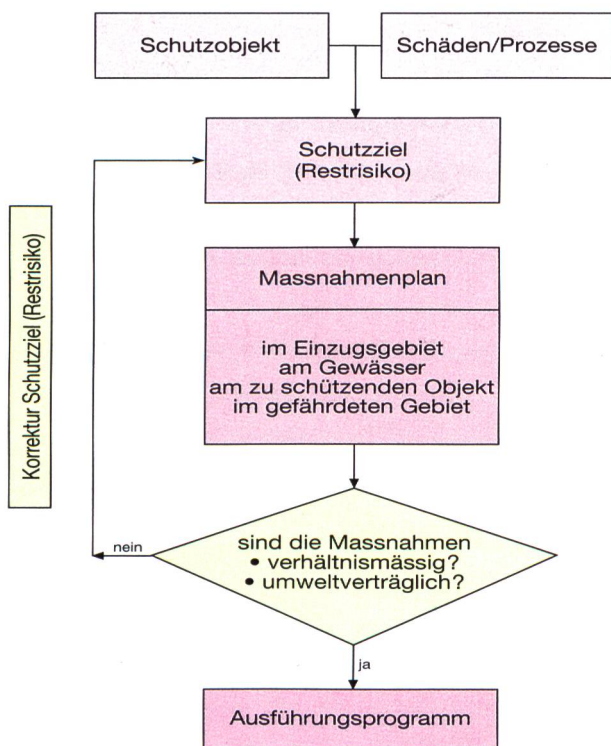 Schutzobjekt
Schäden/Prozesse
Schutzziel
(Restrisiko)
Massnahmenplan
im Einzugsgebiet
am Gewässer
am zu schützenden Objekt
im gefährdeten Gebiet
Korrektur Schutzziel (Restrisiko)
sind die Massnahmen
• verhältnismässig?
• umweltverträglich?
nein
ja
Ausführungsprogramm